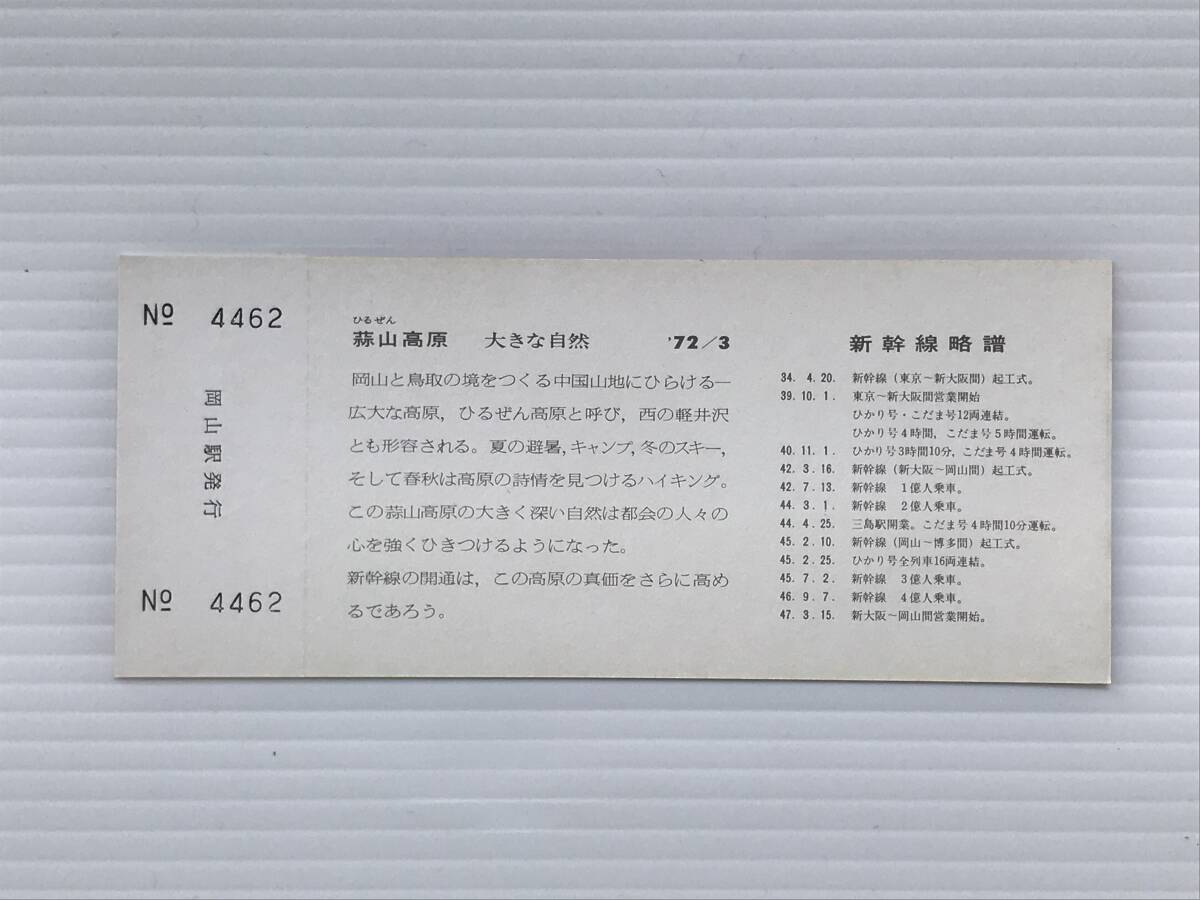 No 4462
岡山駅発行
No 4462
ひるぜん
蒜山高原 大きな自然 '72/3
岡山と鳥取の境をつくる中国山地にひらける一
広大な高原，ひるぜん高原と呼び，西の軽井沢
とも形容される。夏の避暑，キャンプ，冬のスキー，
そして春秋は高原の詩情を見つけるハイキング。
この蒜山高原の大きく深い自然は都会の人々の
心を強くひきつけるようになった。
新幹線の開通は，この高原の真価をさらに高め
るであろう。
新幹線略譜
34. 4. 20. 新幹線（東京〜新大阪間）起工式。
39. 10. 1. 東京〜新大阪間営業開始
ひかり号・こだま号12両連結。
ひかり号4時間，こだま号5時間運転。
40. 11. 1. ひかり号3時間10分，こだま号4時間運転。
42. 3. 16. 新幹線（新大阪〜岡山間）起工式。
42. 7. 13. 新幹線 1億人乗車。
44. 3. 1. 新幹線 2億人乗車。
44. 4. 25. 三島駅開業。こだま号4時間10分運転。
45. 2. 10. 新幹線（岡山〜博多間）起工式。
45. 2. 25. ひかり号全列車16両連結。
45. 7. 2. 新幹線 3億人乗車。
46. 9. 7. 新幹線 4億人乗車。
47. 3. 15. 新大阪〜岡山間営業開始。